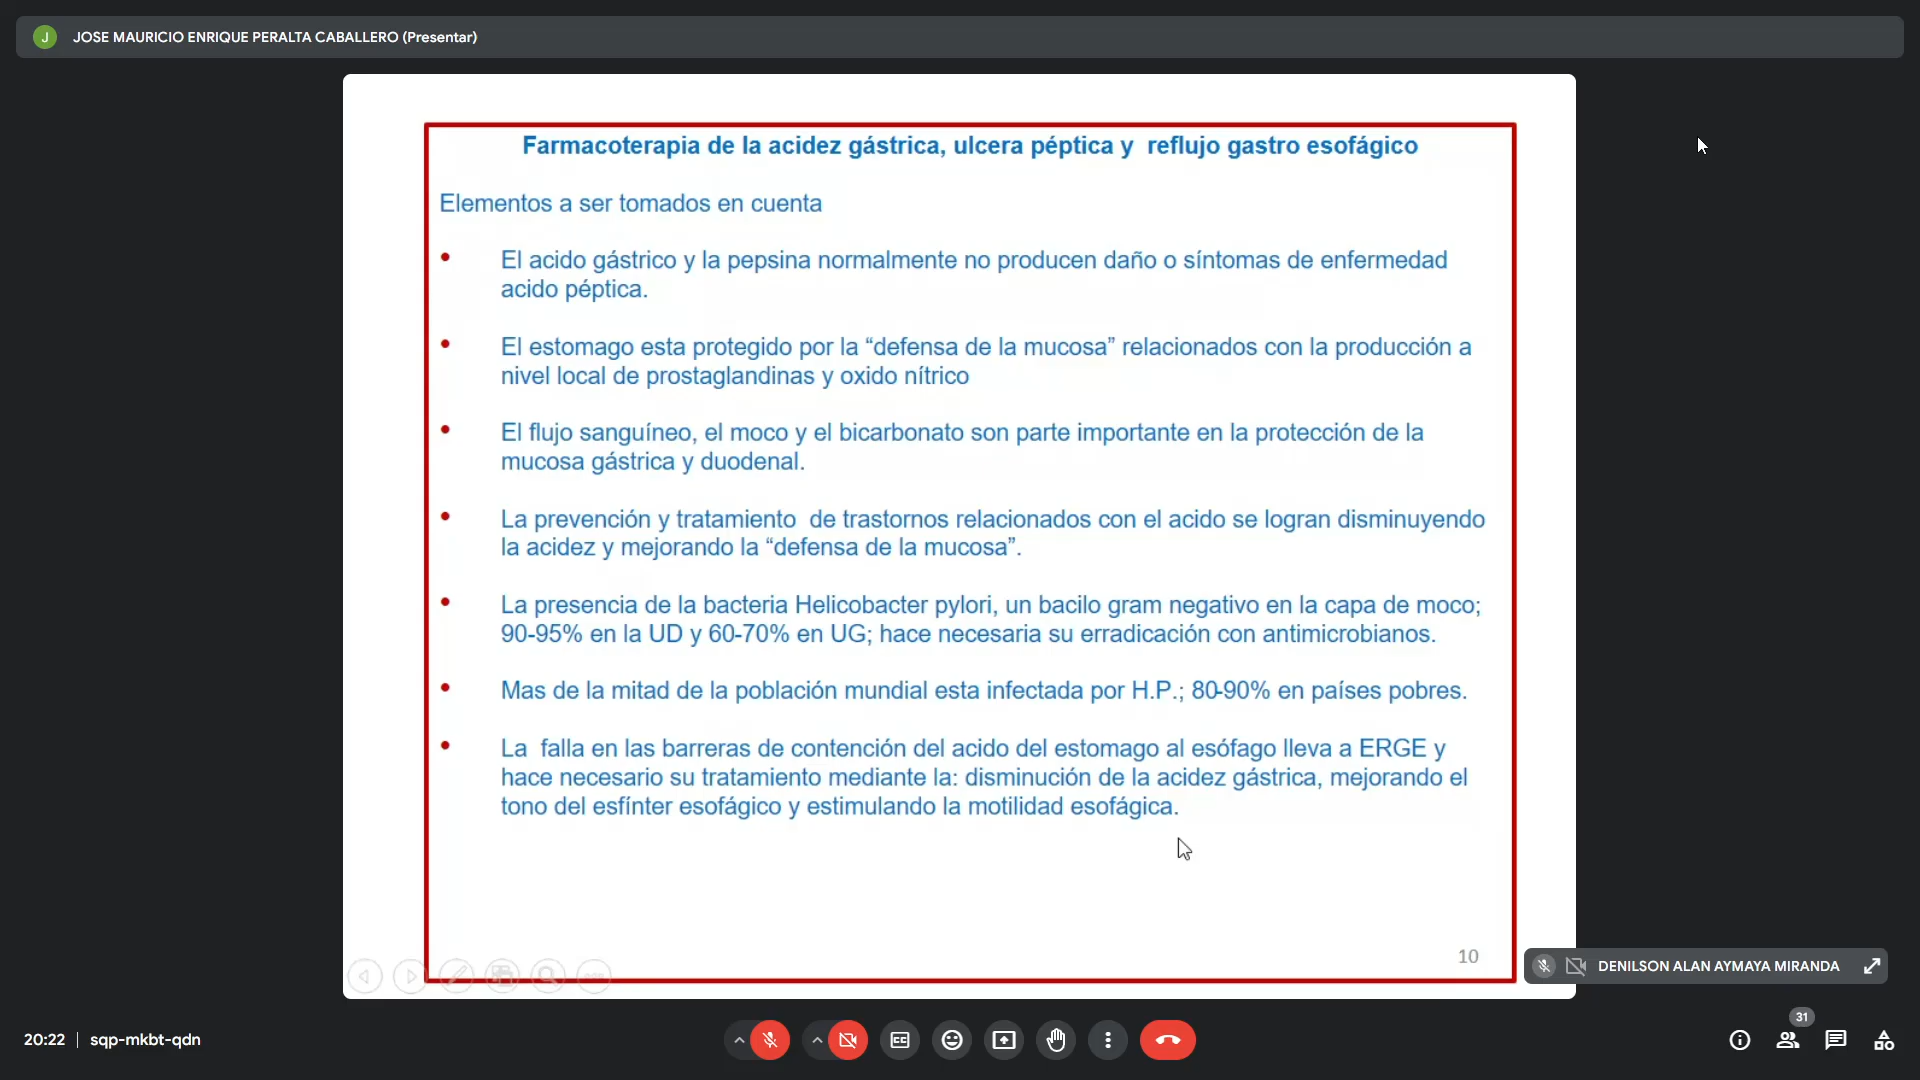 J JOSE MAURICIO ENRIQUE PERALTA CABALLERO (Presentar)
Farmacoterapia de la acidez gástrica, ulcera péptica y reflujo gastro esofágico
Elementos a ser tomados en cuenta
• El acido gástrico y la pepsina normalmente no producen daño o síntomas de enfermedad
acido péptica.
• El estomago esta protegido por la “defensa de la mucosa” relacionados con la producción a
nivel local de prostaglandinas y oxido nítrico
• El flujo sanguíneo, el moco y el bicarbonato son parte importante en la protección de la
mucosa gástrica y duodenal.
• La prevención y tratamiento de trastornos relacionados con el acido se logran disminuyendo
la acidez y mejorando la “defensa de la mucosa”.
• La presencia de la bacteria Helicobacter pylori, un bacilo gram negativo en la capa de moco;
90-95% en la UD y 60-70% en UG; hace necesaria su erradicación con antimicrobianos.
• Mas de la mitad de la población mundial esta infectada por H.P.; 80-90% en países pobres.
• La falla en las barreras de contención del acido del estomago al esófago lleva a ERGE y
hace necesario su tratamiento mediante la: disminución de la acidez gástrica, mejorando el
tono del esfínter esofágico y estimulando la motilidad esofágica.
10
DENILSON ALAN AYMAYA MIRANDA
20:22 | sqp-mkbt-qdn
CC
31